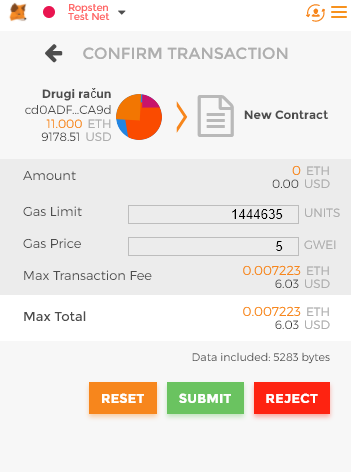 Ropsten
Test Net
CONFIRM TRANSACTION
Drugi račun
cd0ADF...CA9d
11.000 ETH
9178.51 USD
New Contract
Amount
0 ETH
0.00 USD
Gas Limit
1444635 UNITS
Gas Price
5 GWEI
Max Transaction Fee
0.007223 ETH
6.03 USD
Max Total
0.007223 ETH
6.03 USD
Data included: 5283 bytes
RESET
SUBMIT
REJECT